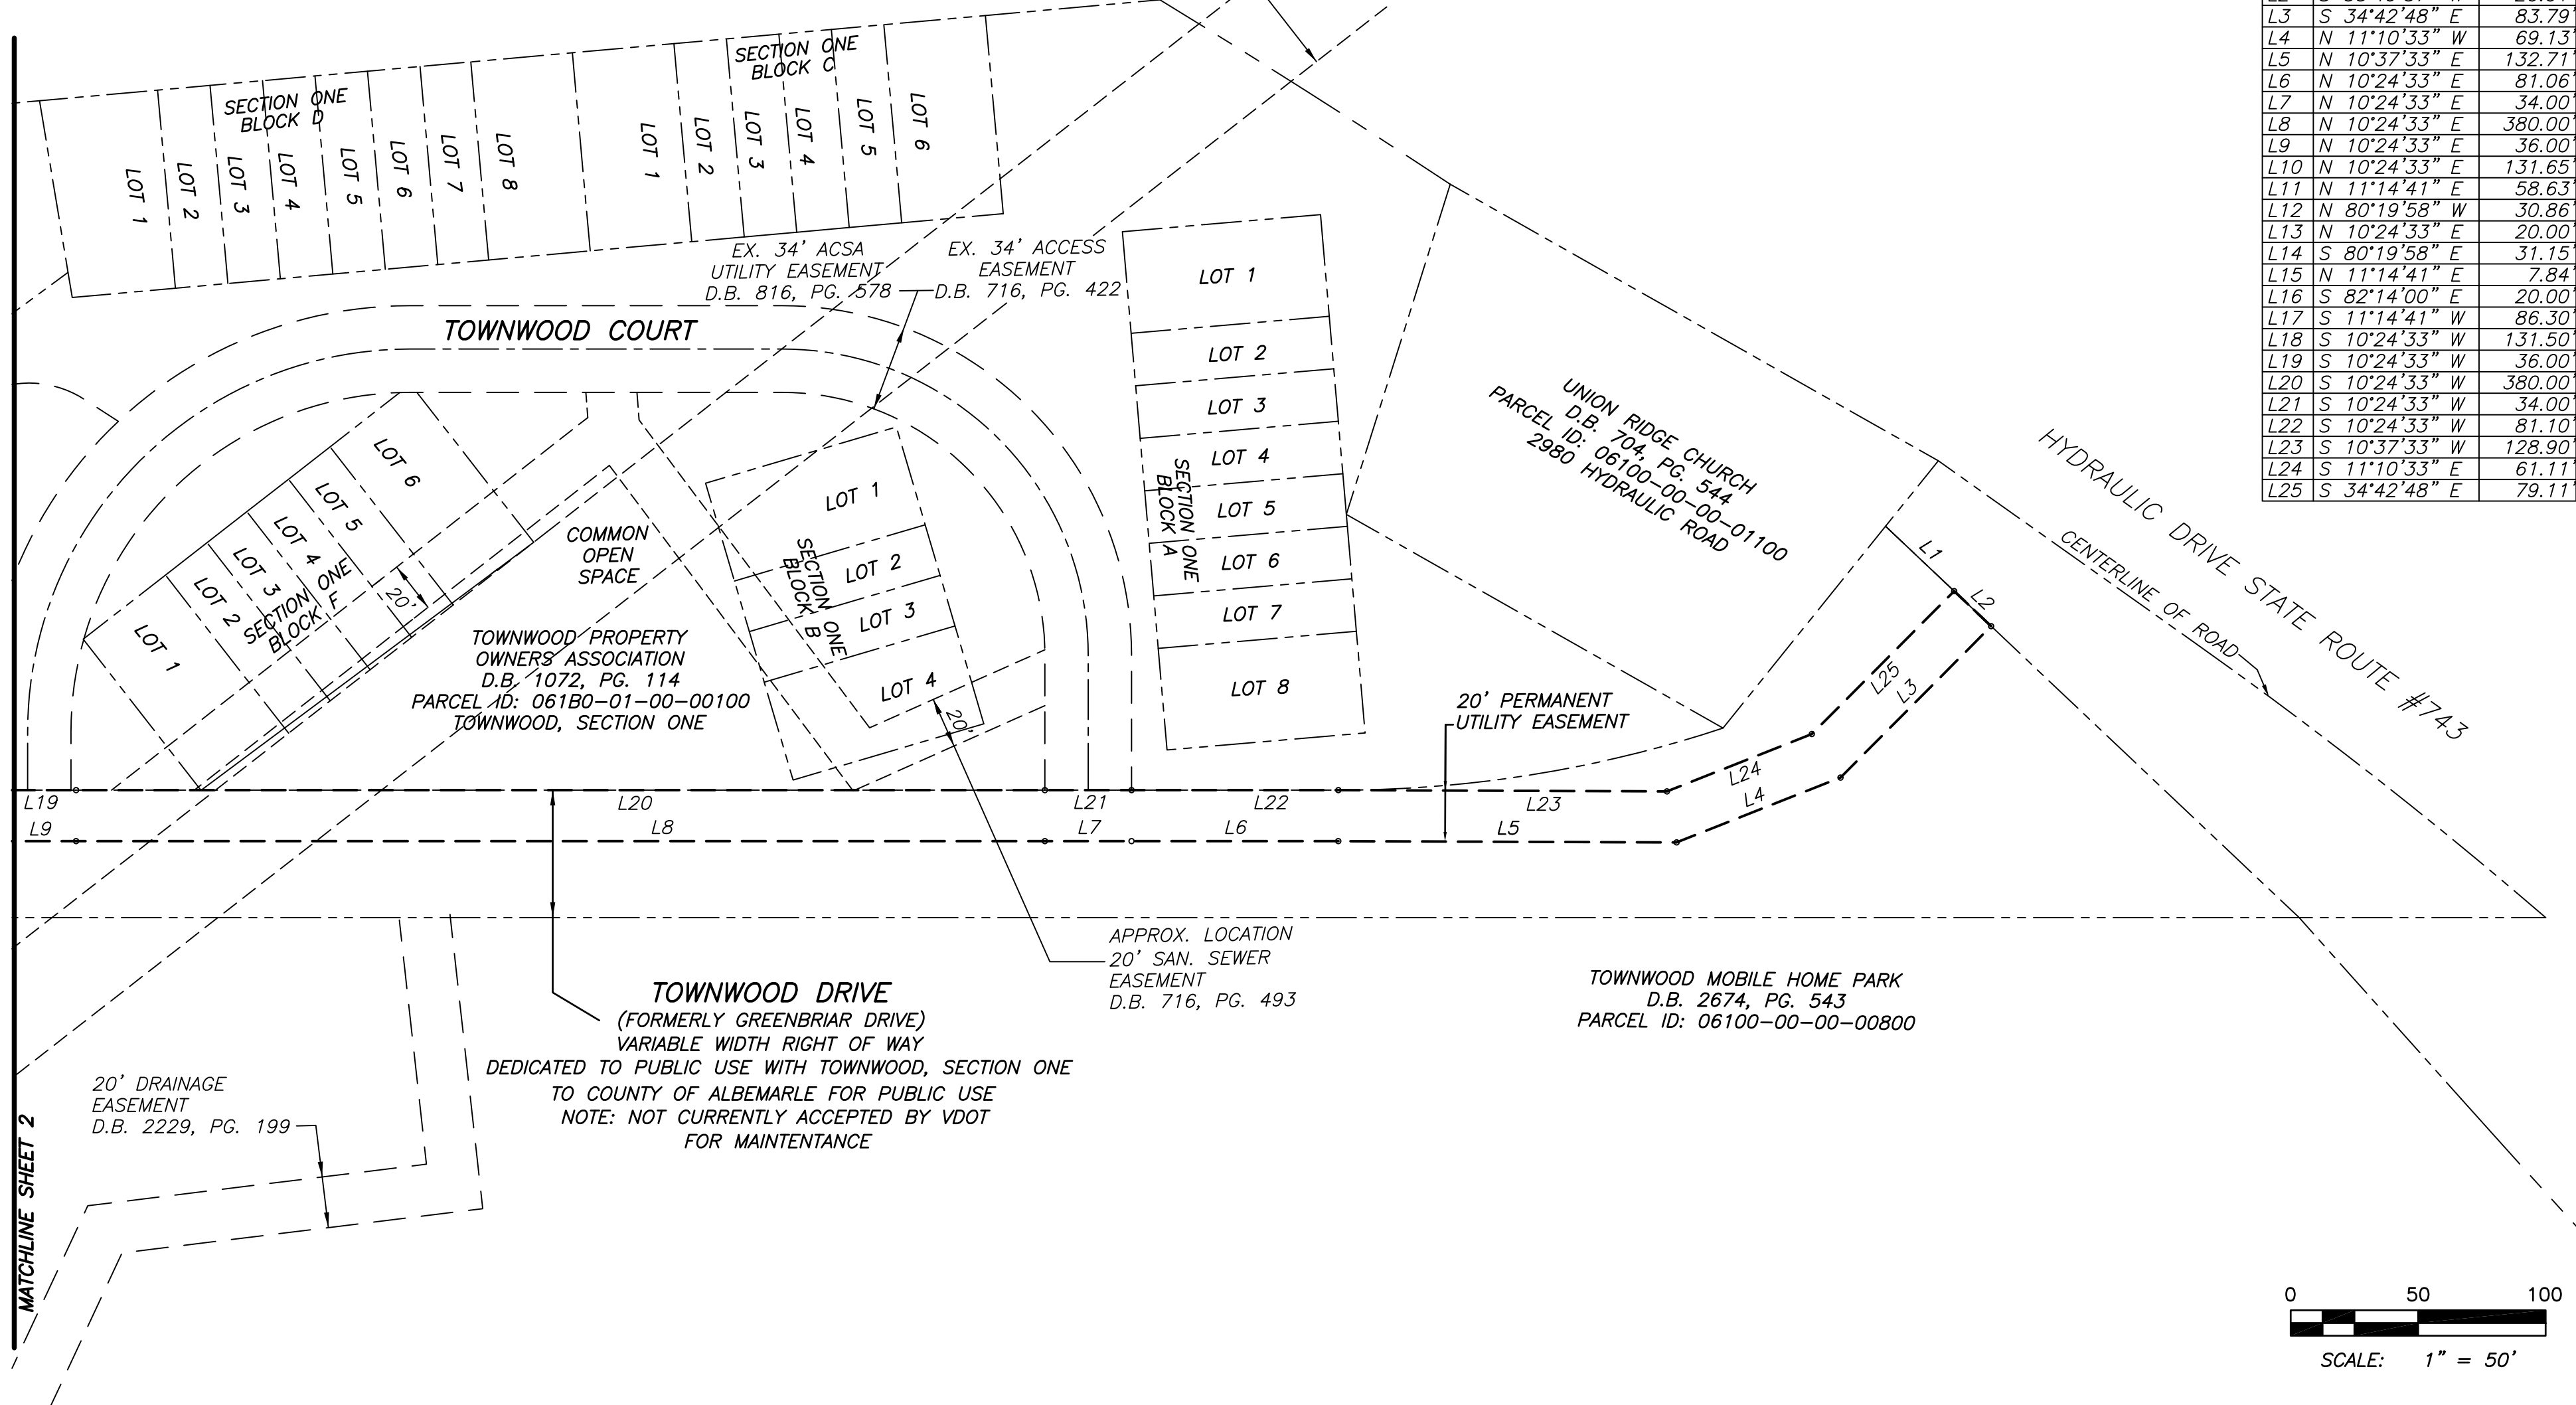 SECTION ONE
BLOCK D
LOT 1
LOT 2
LOT 3
LOT 4
LOT 5
LOT 6
LOT 7
LOT 8
SECTION ONE
BLOCK C
LOT 1
LOT 2
LOT 3
LOT 4
LOT 5
LOT 6
EX. 34' ACSA
UTILITY EASEMENT
D.B. 816, PG. 578
EX. 34' ACCESS
EASEMENT
D.B. 716, PG. 422
TOWNWOOD COURT
LOT 1
LOT 2
LOT 3
LOT 4
LOT 5
LOT 6
SECTION ONE
BLOCK F
20'
COMMON
OPEN
SPACE
TOWNWOOD PROPERTY
OWNERS ASSOCIATION
D.B. 1072, PG. 114
PARCEL ID: 061B0-01-00-00100
TOWNWOOD, SECTION ONE
LOT 1
LOT 2
LOT 3
LOT 4
SECTION ONE
BLOCK B
20'
LOT 1
LOT 2
LOT 3
LOT 4
LOT 5
LOT 6
LOT 7
LOT 8
SECTION ONE
BLOCK A
UNION RIDGE CHURCH
D.B. 704, PG. 544
PARCEL ID: 06100-00-00-01100
2980 HYDRAULIC ROAD
HYDRAULIC DRIVE STATE ROUTE #743
CENTERLINE OF ROAD
L1
L2
L25
L3
L24
L4
20' PERMANENT
UTILITY EASEMENT
L19
L20
L21
L22
L23
L9
L8
L7
L6
L5
APPROX. LOCATION
20' SAN. SEWER
EASEMENT
D.B. 716, PG. 493
TOWNWOOD DRIVE
(FORMERLY GREENBRIAR DRIVE)
VARIABLE WIDTH RIGHT OF WAY
DEDICATED TO PUBLIC USE WITH TOWNWOOD, SECTION ONE
TO COUNTY OF ALBEMARLE FOR PUBLIC USE
NOTE: NOT CURRENTLY ACCEPTED BY VDOT
FOR MAINTENTANCE
TOWNWOOD MOBILE HOME PARK
D.B. 2674, PG. 543
PARCEL ID: 06100-00-00-00800
20' DRAINAGE
EASEMENT
D.B. 2229, PG. 199
MATCHLINE SHEET 2
L3 S 34°42'48" E 83.79'
L4 N 11°10'33" W 69.13'
L5 N 10°37'33" E 132.71'
L6 N 10°24'33" E 81.06'
L7 N 10°24'33" E 34.00'
L8 N 10°24'33" E 380.00'
L9 N 10°24'33" E 36.00'
L10 N 10°24'33" E 131.65'
L11 N 11°14'41" E 58.63'
L12 N 80°19'58" W 30.86'
L13 N 10°24'33" E 20.00'
L14 S 80°19'58" E 31.15'
L15 N 11°14'41" E 7.84'
L16 S 82°14'00" E 20.00'
L17 S 11°14'41" W 86.30'
L18 S 10°24'33" W 131.50'
L19 S 10°24'33" W 36.00'
L20 S 10°24'33" W 380.00'
L21 S 10°24'33" W 34.00'
L22 S 10°24'33" W 81.10'
L23 S 10°37'33" W 128.90'
L24 S 11°10'33" E 61.11'
L25 S 34°42'48" E 79.11'
0 50 100
SCALE: 1" = 50'